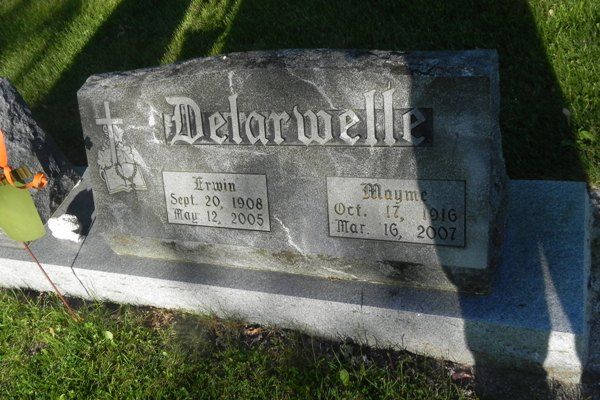 Delarwelle
Erwin
Sept. 20, 1908
May 12, 2005
Mayme
Oct. 17, 1916
Mar. 16, 2007